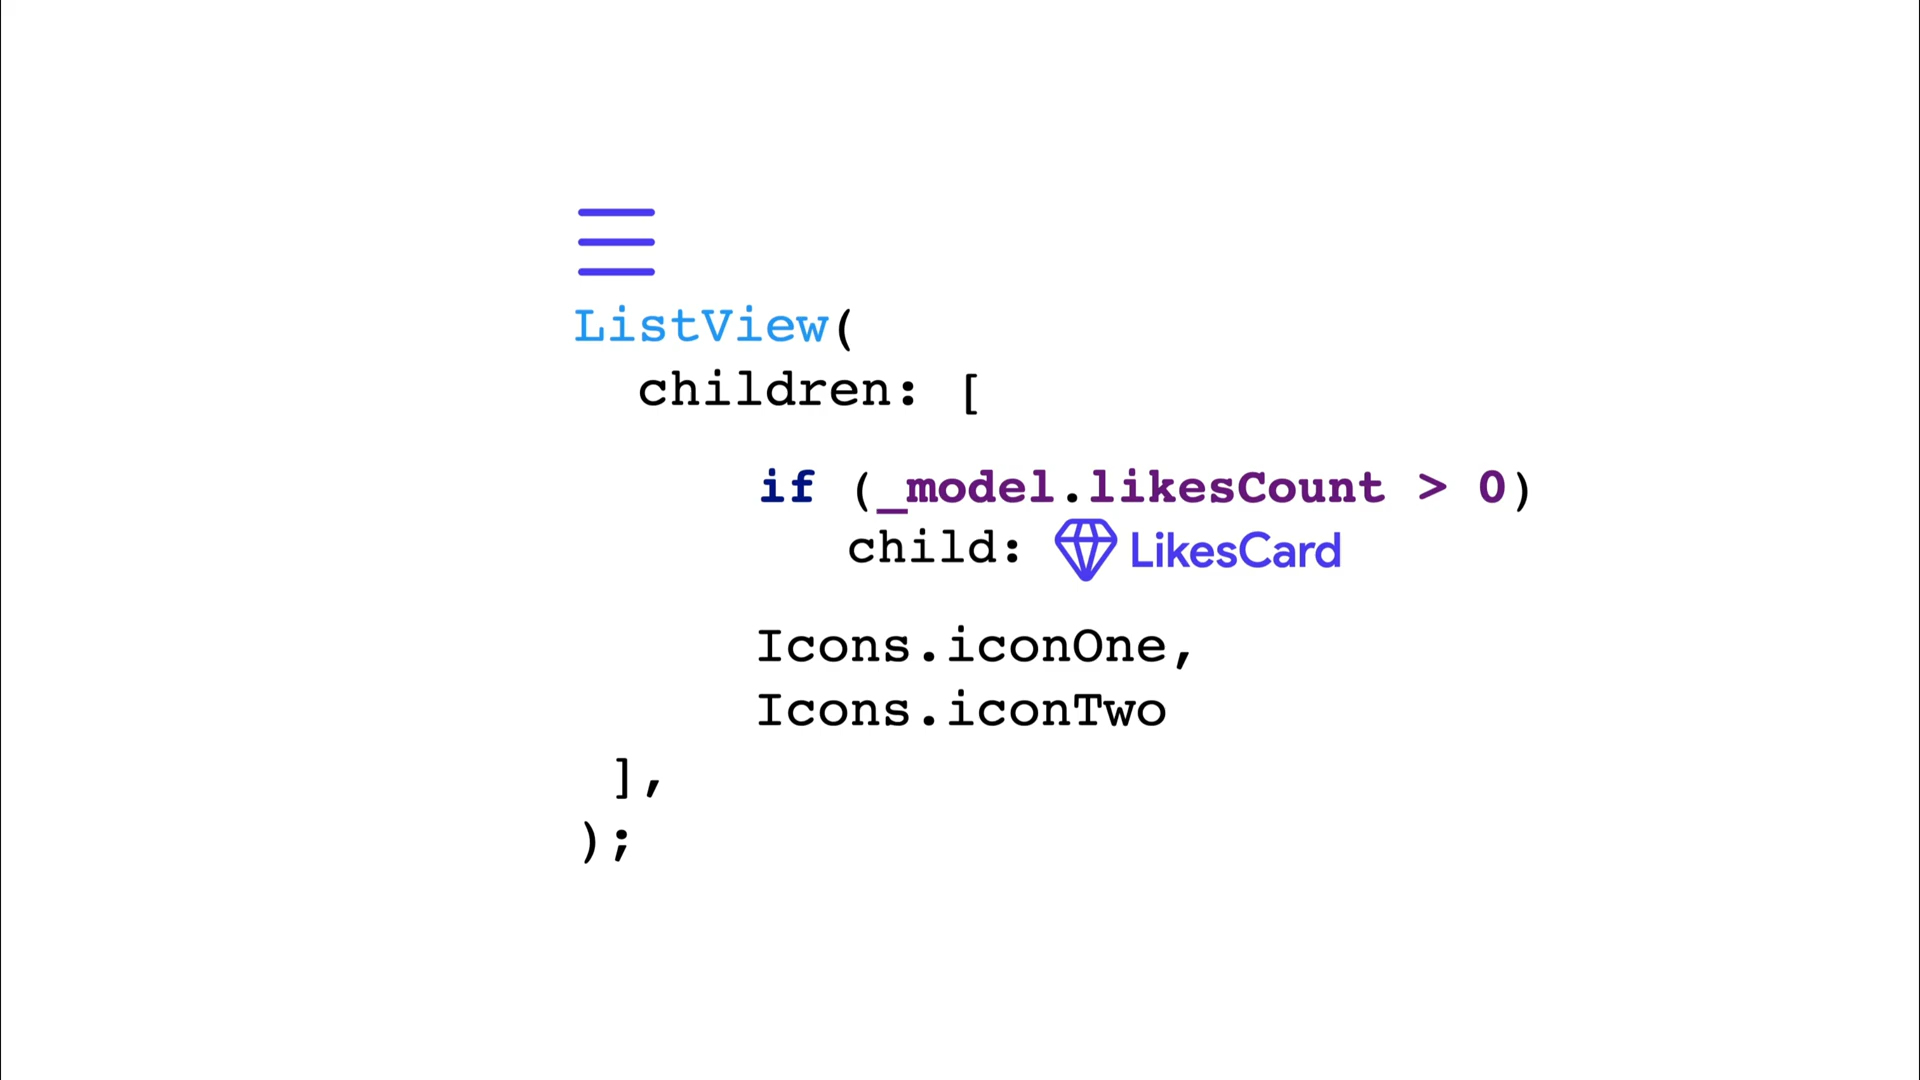 ListView(
children: [
if (_model.likesCount > 0)
child: LikesCard
Icons.iconOne,
Icons.iconTwo
],
);